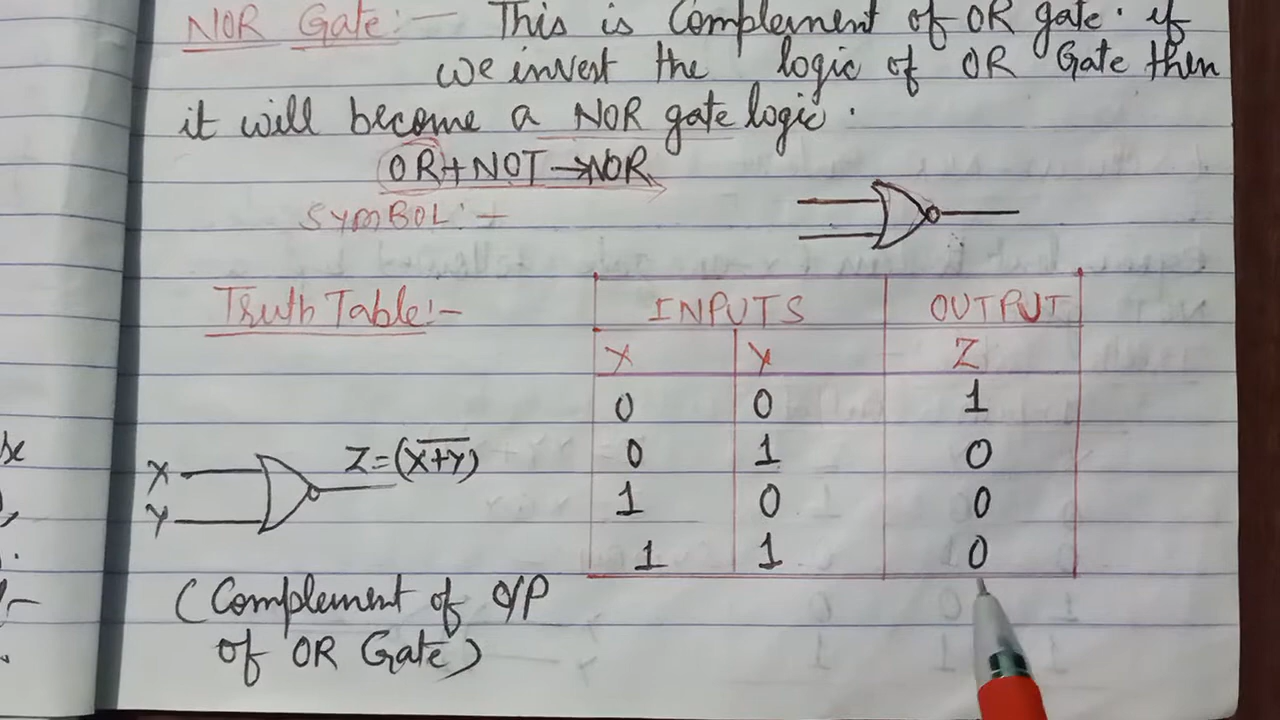 NOR Gate:- This is Complement of OR gate. if
we invert the logic of OR Gate then
it will become a NOR gate logic.
OR+NOT→NOR
SYMBOL:-
Truth Table:-
INPUTS OUTPUT
X Y Z
0 0 1
0 1 0
1 0 0
1 1 0
X
Y
Z=(X̅+̅Y̅)
(Complement of O/P
of OR Gate)